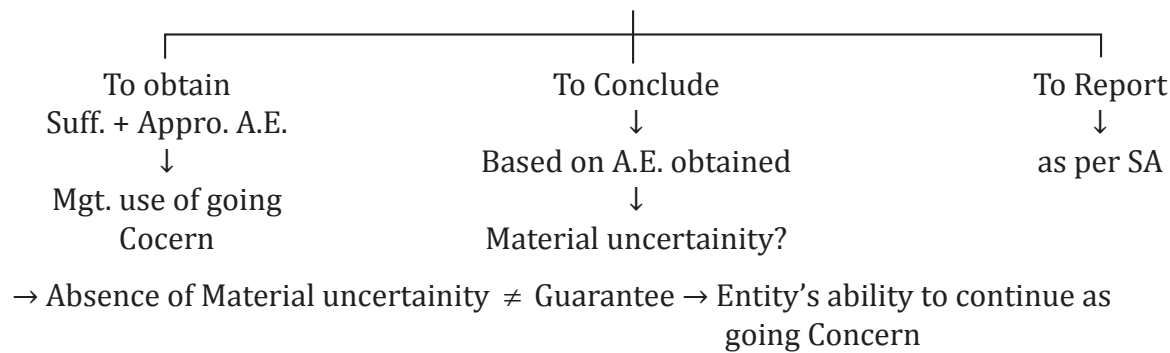 To obtain
Suff. + Appro. A.E.
↓
Mgt. use of going
Cocern
To Conclude
↓
Based on A.E. obtained
↓
Material uncertainity?
To Report
↓
as per SA
→ Absence of Material uncertainity ≠ Guarantee → Entity's ability to continue as
going Concern